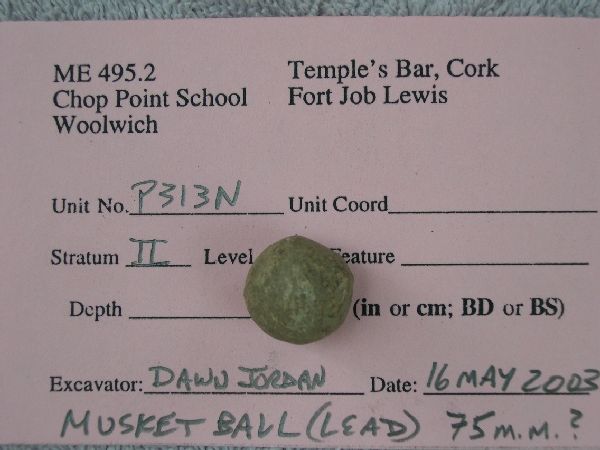 ME 495.2 Temple's Bar, Cork
Chop Point School Fort Job Lewis
Woolwich
Unit No. P313N Unit Coord
Stratum II Level Feature
Depth (in or cm; BD or BS)
Excavator: DAWN JORDAN Date: 16 MAY 2003
MUSKET BALL (LEAD) 75 M.M.?